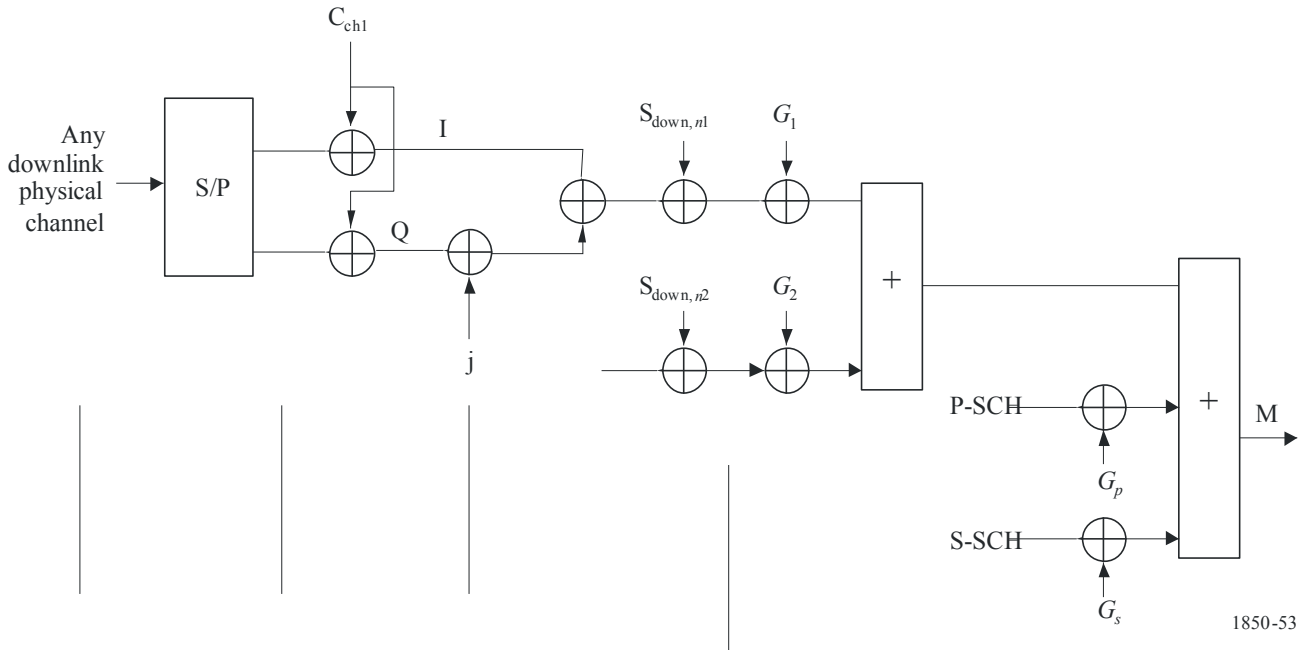 C_ch1
Any
downlink
physical
channel
S/P
I
Q
j
S_down, n1
G_1
S_down, n2
G_2
+
P-SCH
G_p
S-SCH
G_s
+
M
1850-53